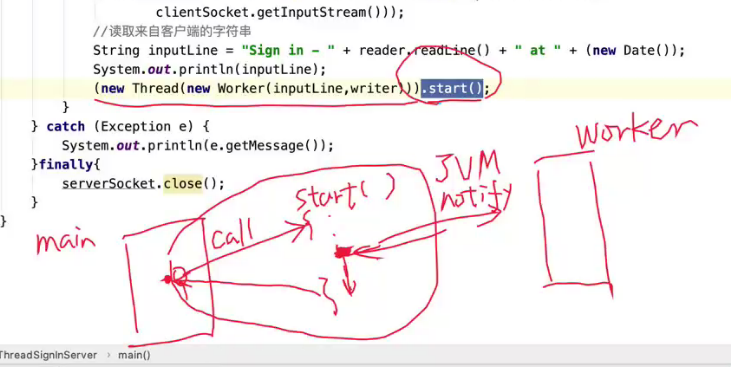 clientSocket.getInputStream()));
//读取来自客户端的字符串
String inputLine = "Sign in - " + reader.readLine() + " at " + (new Date());
System.out.println(inputLine);
(new Thread(new Worker(inputLine,writer))).start();
}
} catch (Exception e) {
System.out.println(e.getMessage());
}finally{
serverSocket.close();
}
}
Worker
JVM
notify
start()
{
call
main
}
ThreadSignInServer › main()